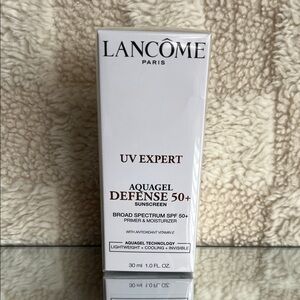 LANCÔME
PARIS
UV EXPERT
AQUAGEL
DEFENSE 50+
SUNSCREEN
BROAD SPECTRUM SPF 50+
PRIMER & MOISTURIZER
WITH ANTIOXIDANT VITAMIN E
AQUAGEL TECHNOLOGY
LIGHTWEIGHT + COOLING + INVISIBLE
30 ml 1.0 FL. OZ.